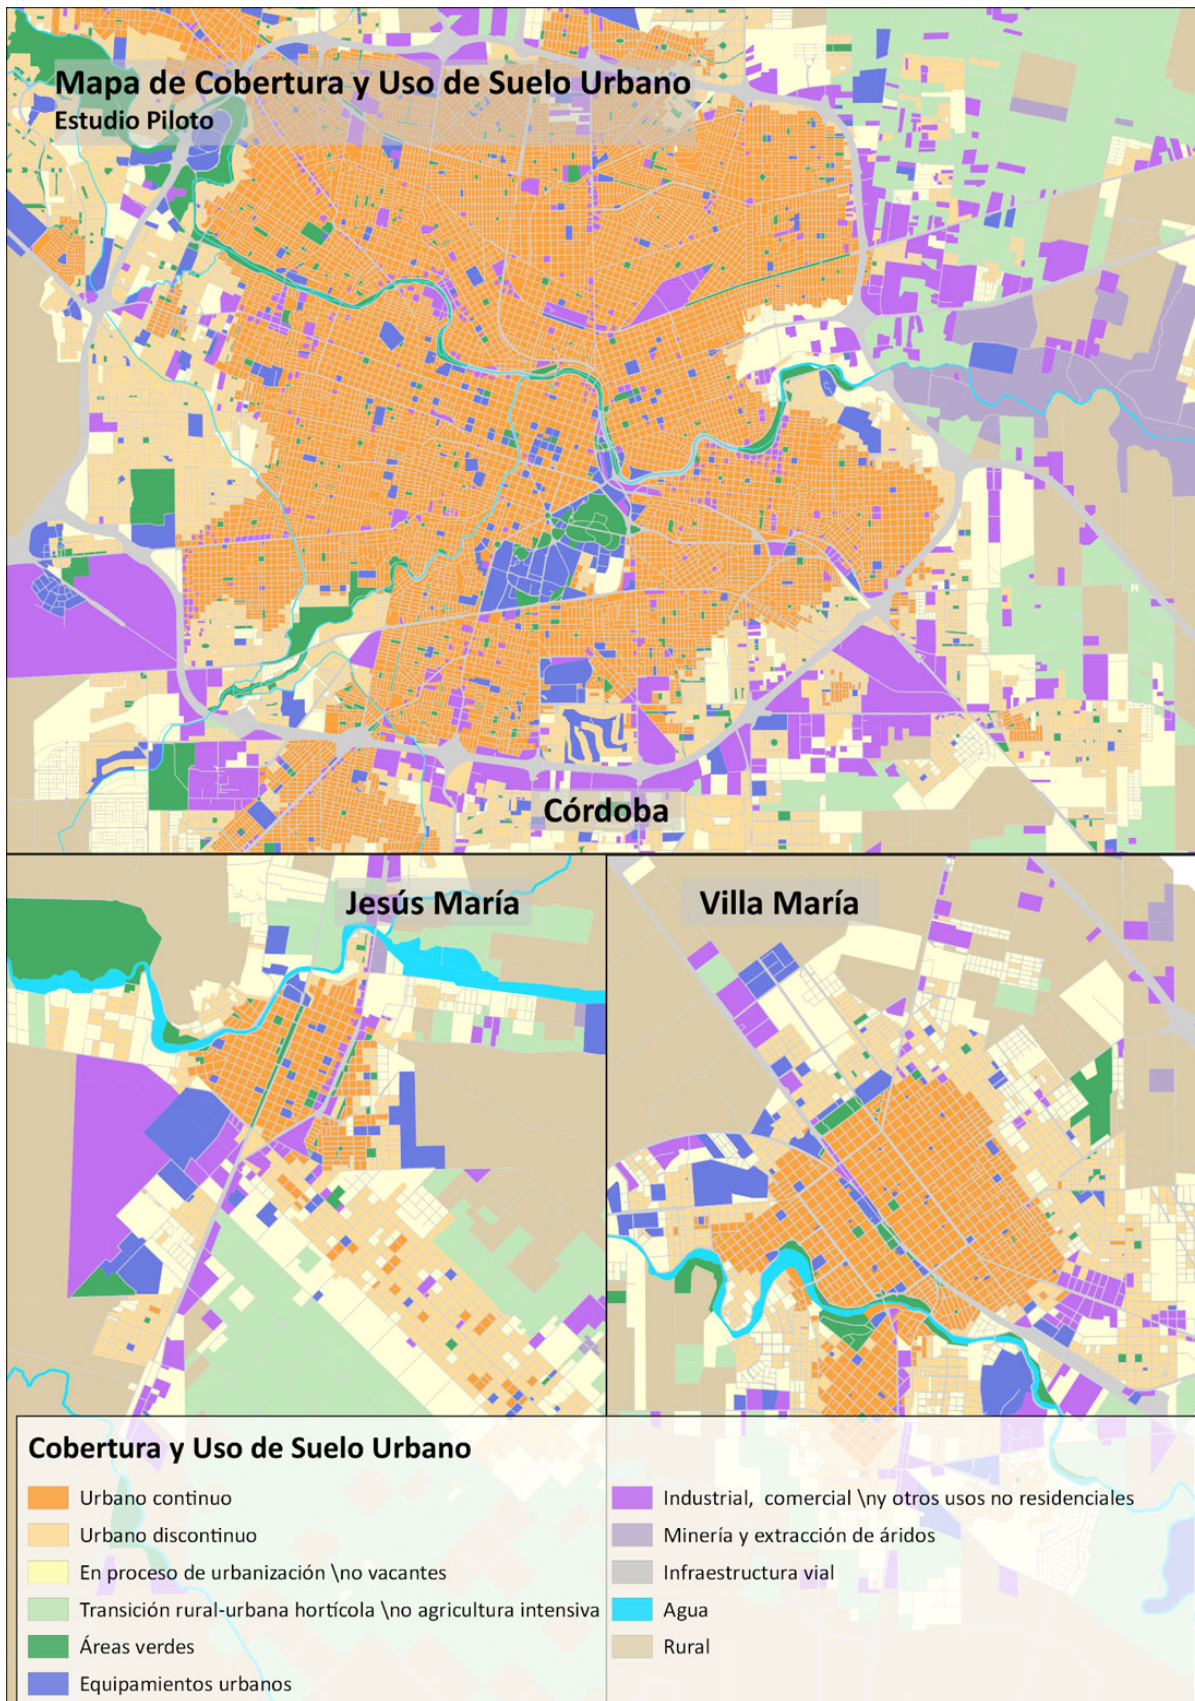 Mapa de Cobertura y Uso de Suelo Urbano
Estudio Piloto
Córdoba
Jesús María
Villa María
Cobertura y Uso de Suelo Urbano
Urbano continuo
Urbano discontinuo
En proceso de urbanización \no vacantes
Transición rural-urbana hortícola \no agricultura intensiva
Áreas verdes
Equipamientos urbanos
Industrial, comercial \ny otros usos no residenciales
Minería y extracción de áridos
Infraestructura vial
Agua
Rural